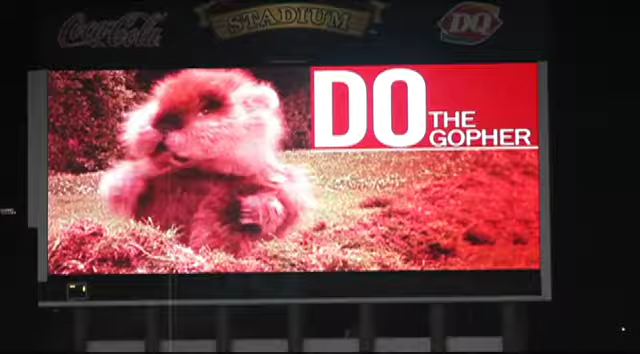 Coca-Cola
STADIUM
DQ
DO
THE
GOPHER